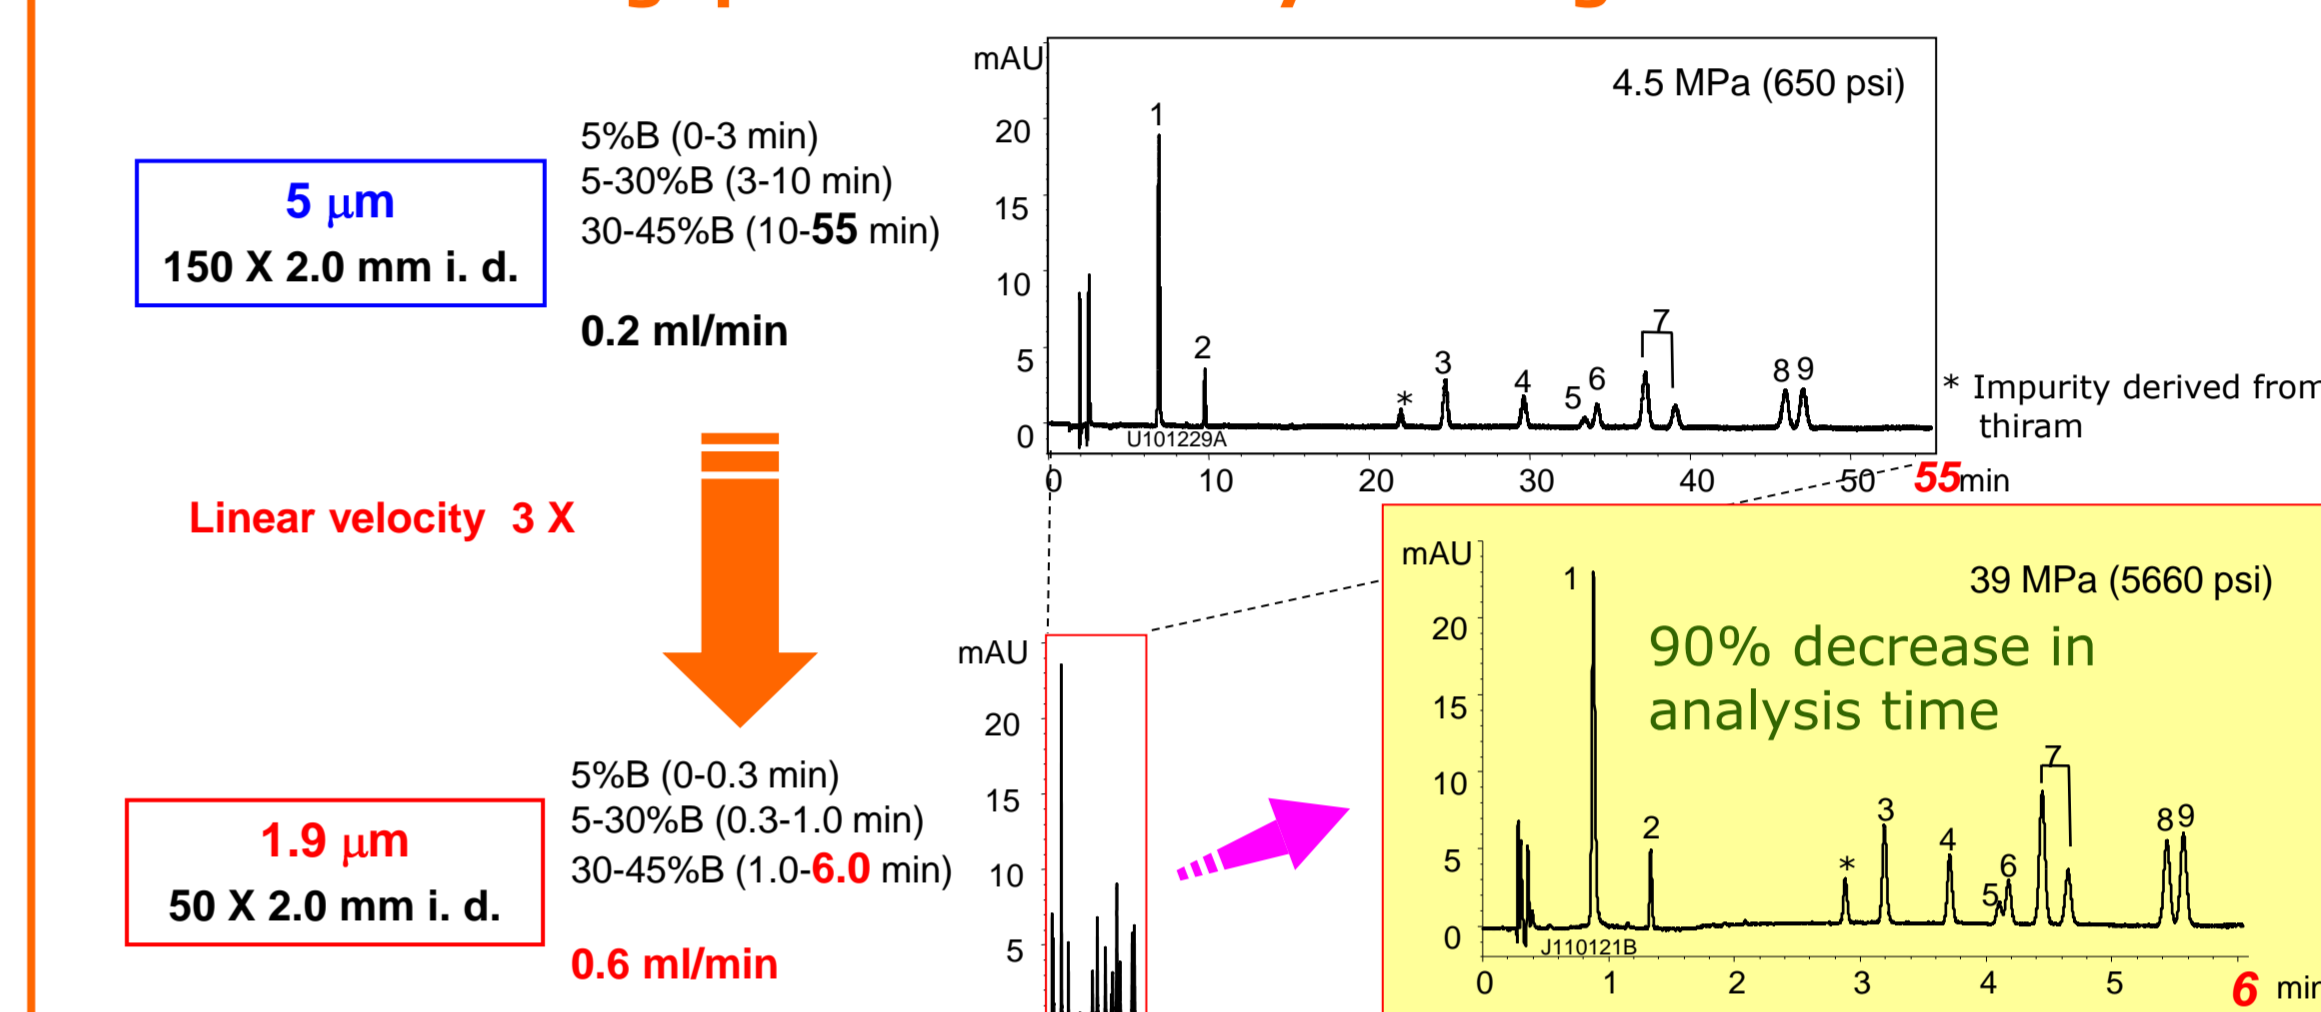 mAU
4.5 MPa (650 psi)
5%B (0-3 min)
5-30%B (3-10 min)
30-45%B (10-55 min)
0.2 ml/min
5 μm
150 X 2.0 mm i. d.
20
15
10
5
0
1
2
*
3
4
5
6
7
8 9
U101229A
0 10 20 30 40 50 55 min
* Impurity derived from
thiram
Linear velocity 3 X
5%B (0-0.3 min)
5-30%B (0.3-1.0 min)
30-45%B (1.0-6.0 min)
0.6 ml/min
1.9 μm
50 X 2.0 mm i. d.
mAU
20
15
10
5
mAU
39 MPa (5660 psi)
90% decrease in
analysis time
20
15
10
5
0
1
2
*
3
4
5
6
7
8 9
J110121B
0 1 2 3 4 5 6 min